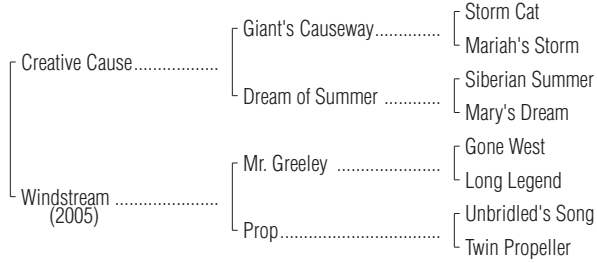 Storm Cat
Giant's Causeway..............
Mariah's Storm
Creative Cause..................
Siberian Summer
Dream of Summer ............
Mary's Dream
Gone West
Mr. Greeley ......................
Long Legend
Windstream ......................
(2005)
Unbridled's Song
Prop..................................
Twin Propeller